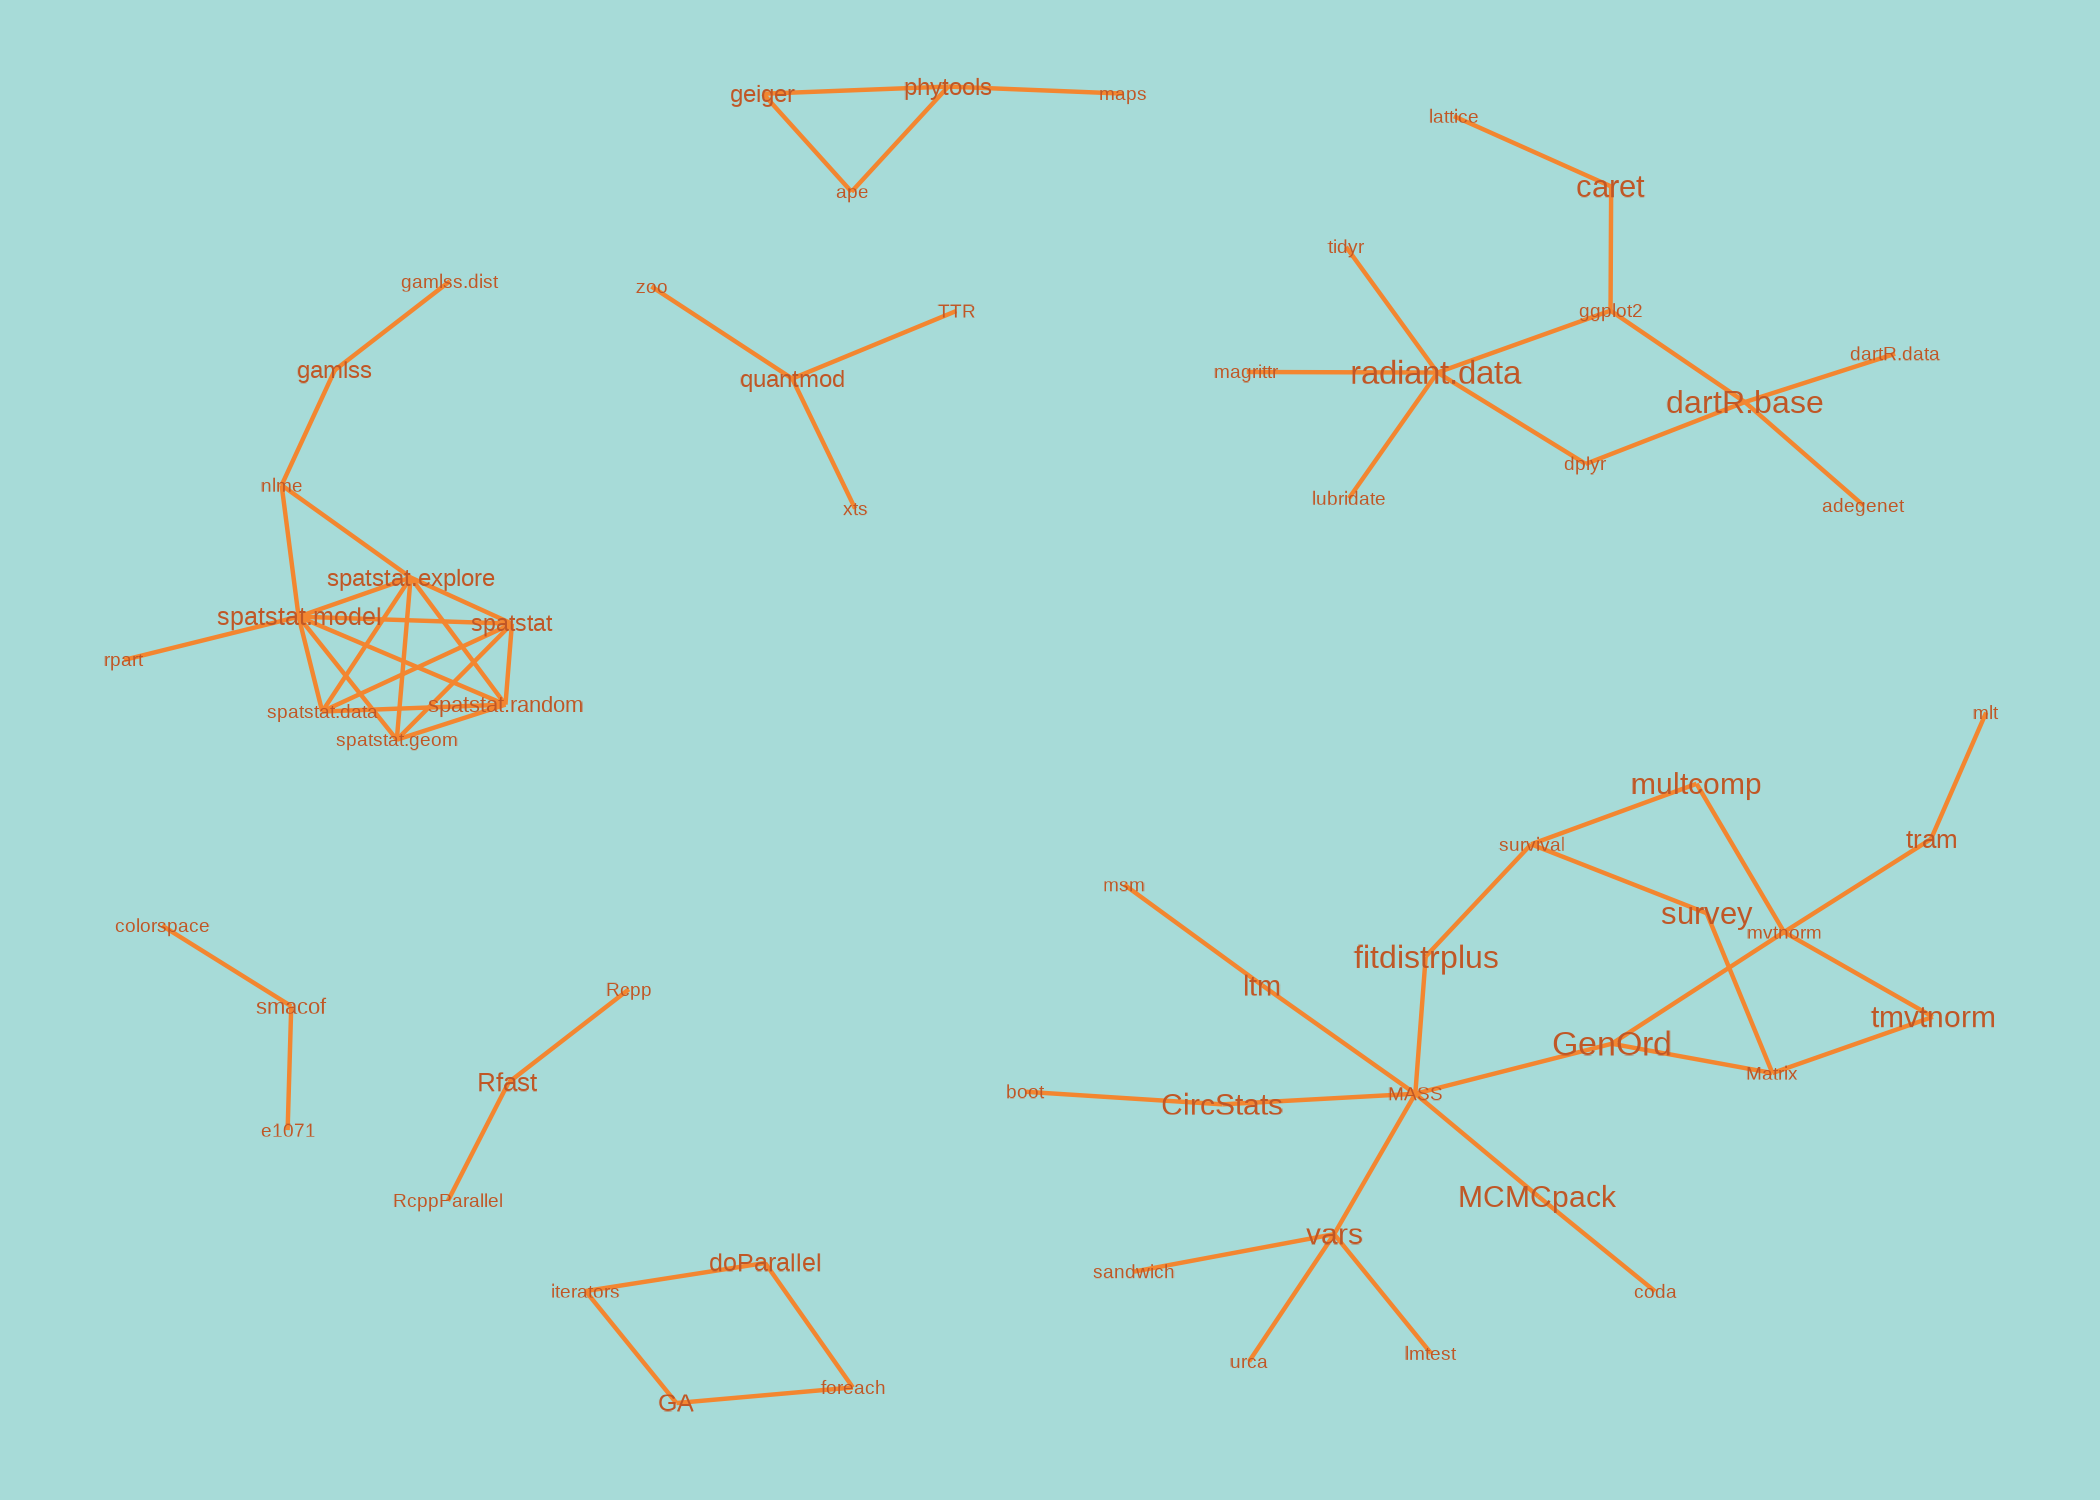 geiger
phytools
maps
ape
lattice
caret
tidyr
ggplot2
magrittr
radiant.data
dartR.data
dartR.base
dplyr
lubridate
adegenet
gamlss.dist
zoo
TTR
gamlss
quantmod
nlme
xts
spatstat.explore
spatstat.model
spatstat
rpart
spatstat.data
spatstat.random
spatstat.geom
mlt
multcomp
tram
survival
msm
survey
mvtnorm
fitdistrplus
ltm
tmvtnorm
GenOrd
Matrix
MASS
boot
CircStats
MCMCpack
vars
sandwich
coda
urca
lmtest
colorspace
smacof
Rcpp
Rfast
e1071
RcppParallel
doParallel
iterators
foreach
GA